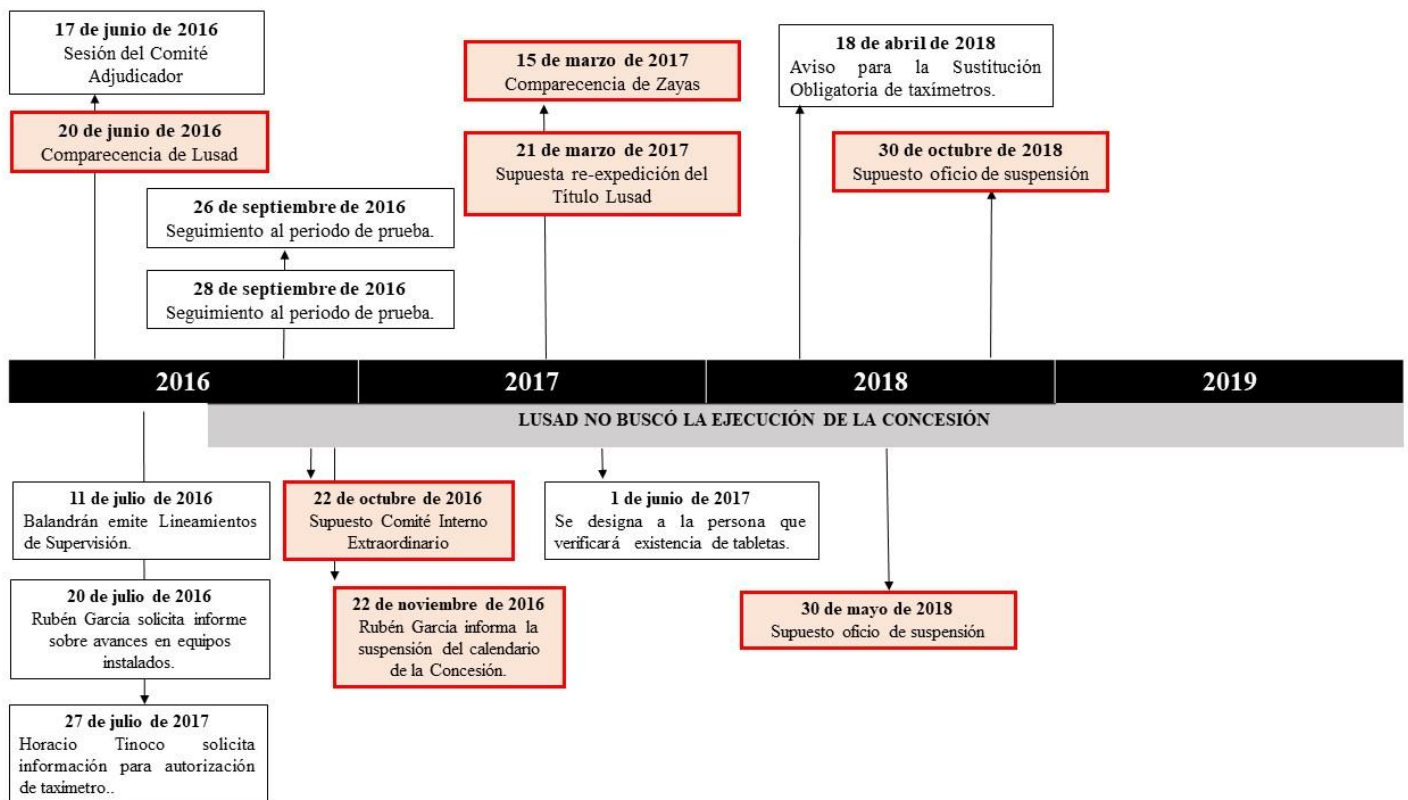 17 de junio de 2016
Sesión del Comité
Adjudicador
20 de junio de 2016
Comparecencia de Lusad
26 de septiembre de 2016
Seguimiento al periodo de prueba.
28 de septiembre de 2016
Seguimiento al periodo de prueba.
15 de marzo de 2017
Comparecencia de Zayas
21 de marzo de 2017
Supuesta re-expedición del
Título Lusad
18 de abril de 2018
Aviso para la Sustitución
Obligatoria de taxímetros.
30 de octubre de 2018
Supuesto oficio de suspensión
2016 2017 2018 2019
LUSAD NO BUSCÓ LA EJECUCIÓN DE LA CONCESIÓN
11 de julio de 2016
Balandrán emite Lineamientos
de Supervisión.
20 de julio de 2016
Rubén García solicita informe
sobre avances en equipos
instalados.
27 de julio de 2017
Horacio Tinoco solicita
información para autorización
de taxímetro..
22 de octubre de 2016
Supuesto Comité Interno
Extraordinario
22 de noviembre de 2016
Rubén García informa la
suspensión del calendario
de la Concesión.
1 de junio de 2017
Se designa a la persona que
verificará existencia de tabletas.
30 de mayo de 2018
Supuesto oficio de suspensión